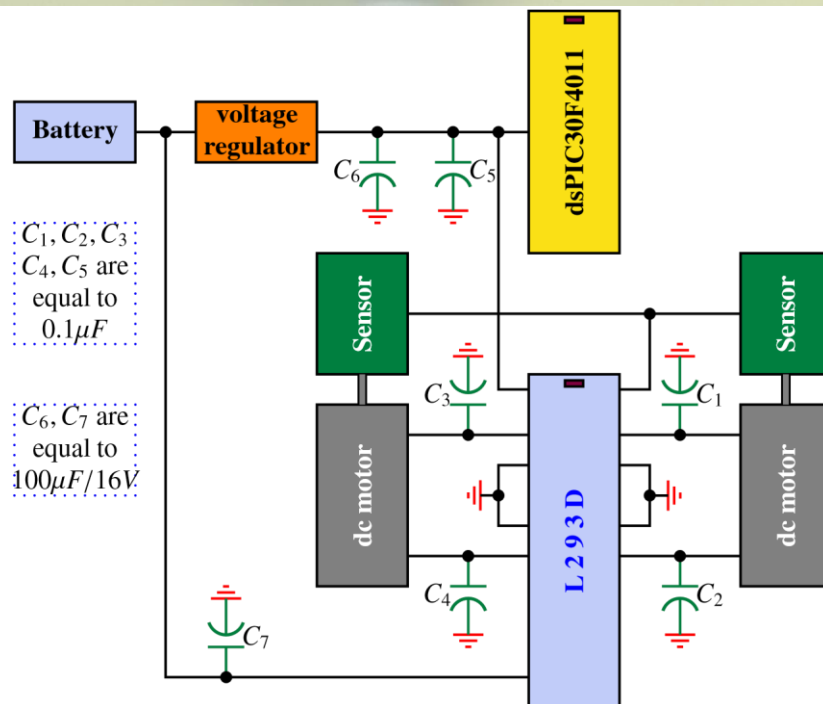 Battery
voltage
regulator
dsPIC30F4011
C₆
C₅
C₁, C₂, C₃
C₄, C₅ are
equal to
0.1μF
Sensor
Sensor
C₃
C₁
C₆, C₇ are
equal to
100μF/16V
dc motor
dc motor
L293D
C₄
C₂
C₇